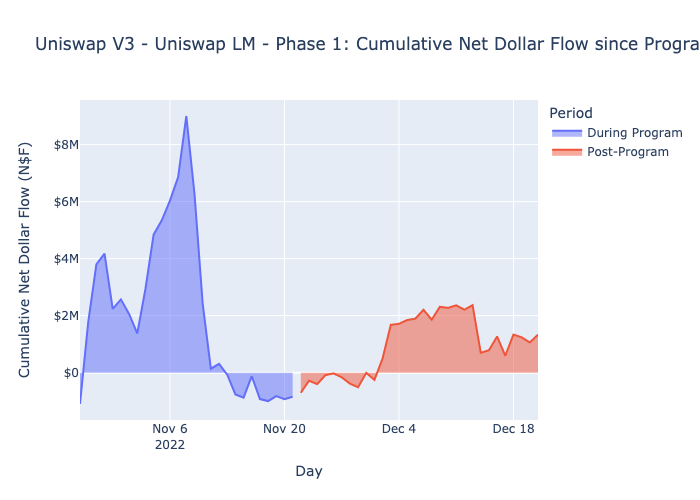 Uniswap V3 - Uniswap LM - Phase 1: Cumulative Net Dollar Flow since Progra
Period
During Program
Post-Program
Cumulative Net Dollar Flow (N$F)
$8M
$6M
$4M
$2M
$0
Nov 6
2022
Nov 20
Dec 4
Dec 18
Day